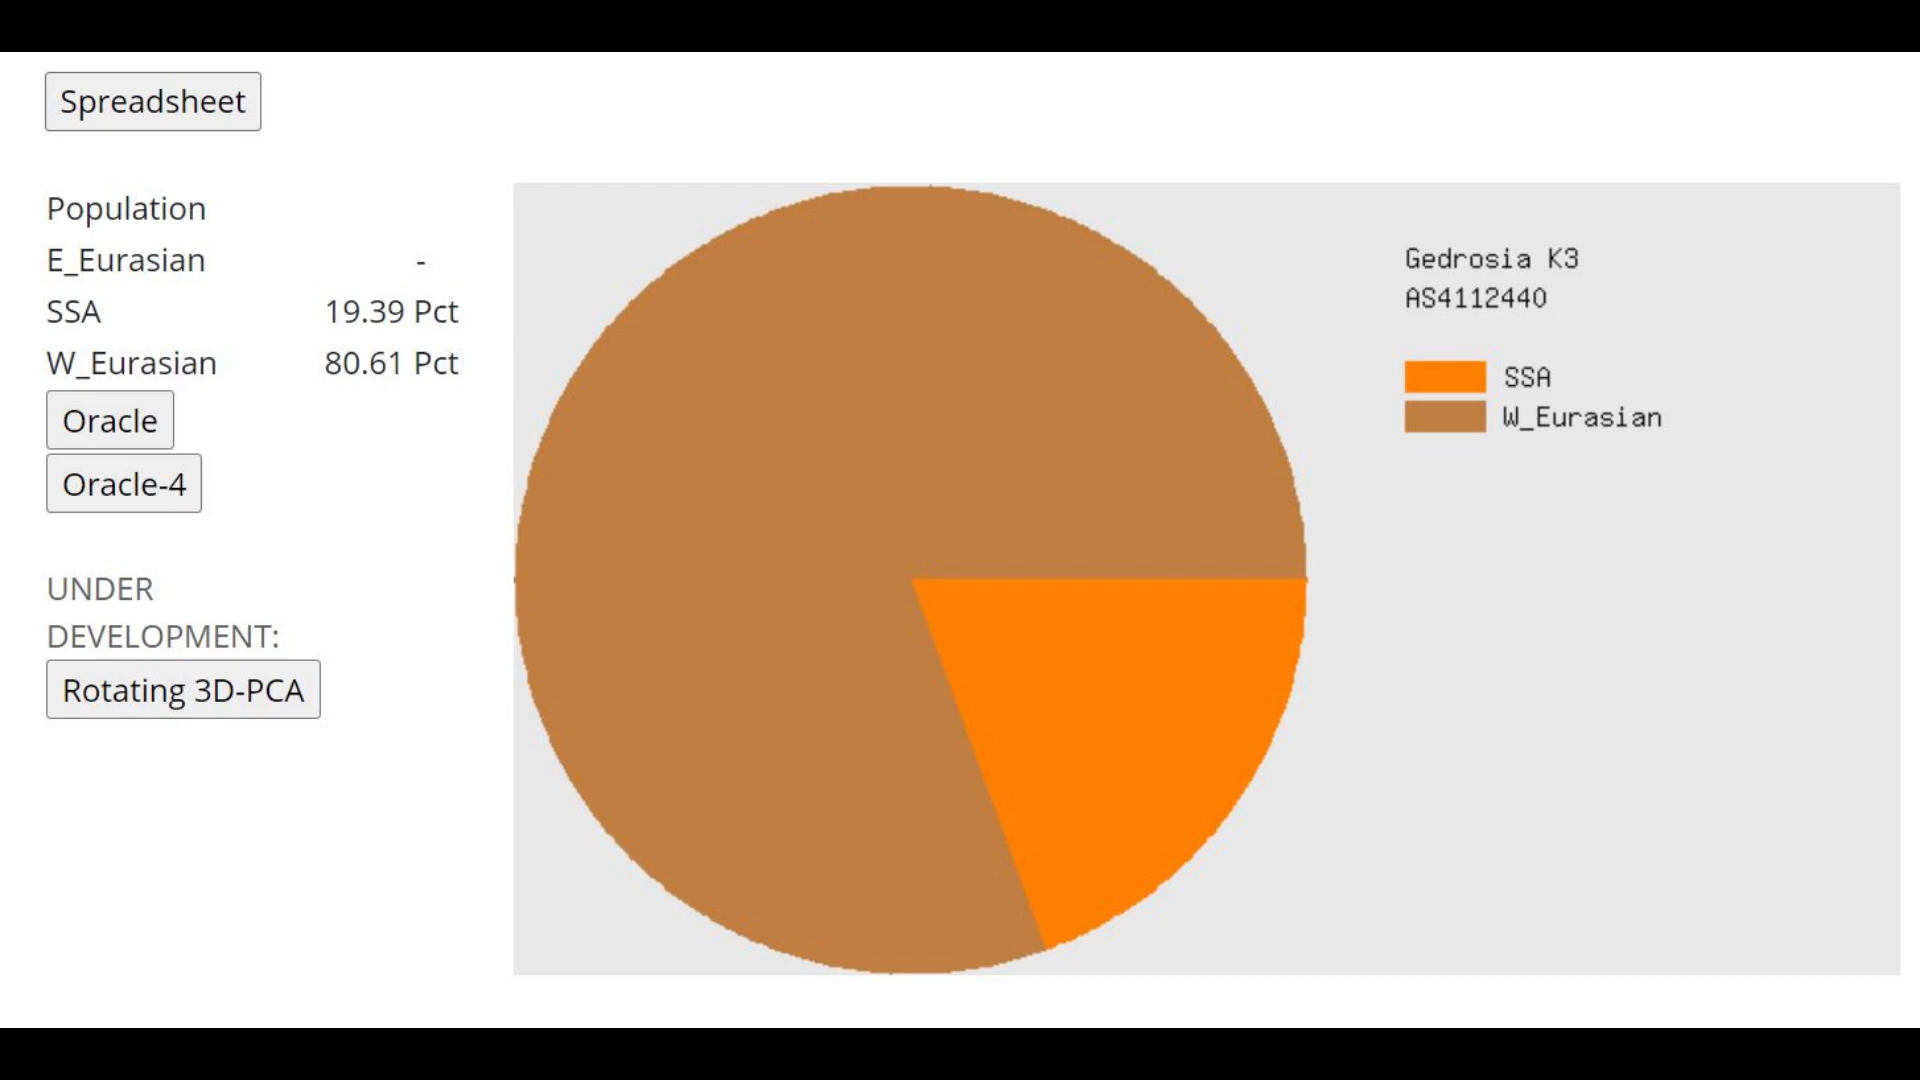 Spreadsheet
Population
E_Eurasian -
SSA 19.39 Pct
W_Eurasian 80.61 Pct
Oracle
Oracle-4
UNDER
DEVELOPMENT:
Rotating 3D-PCA
Gedrosia K3
AS4112440
SSA
W_Eurasian